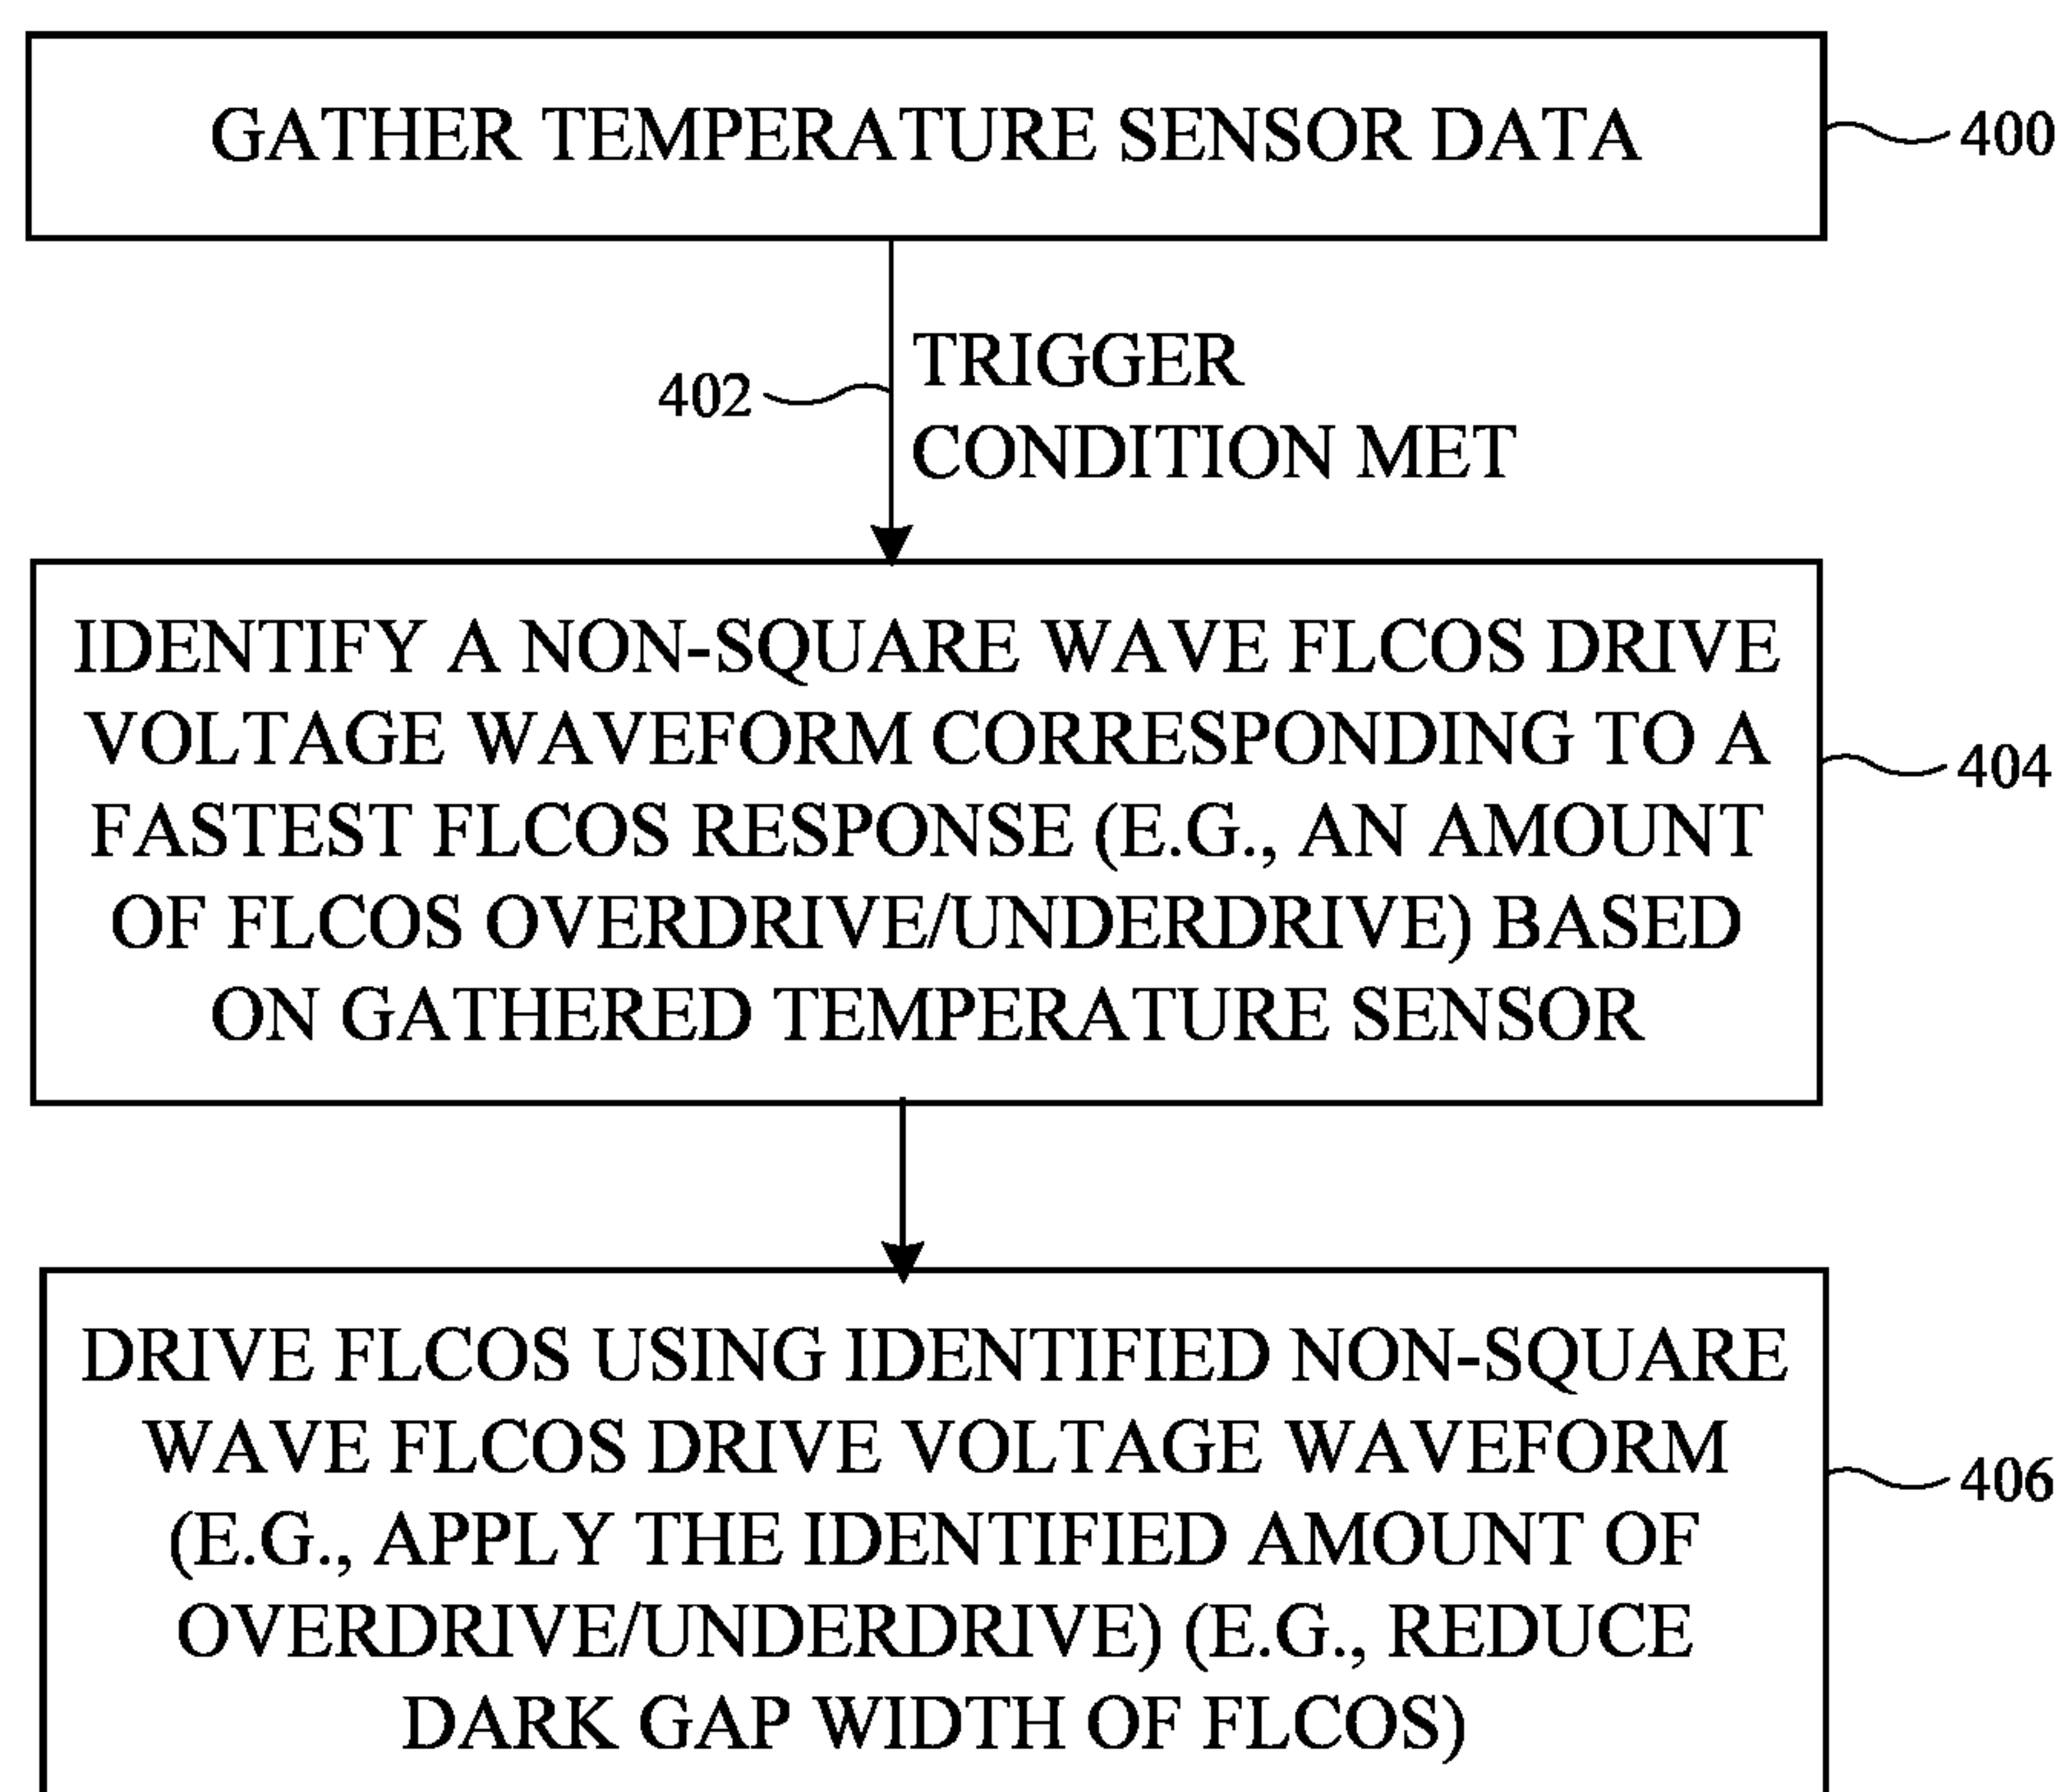 GATHER TEMPERATURE SENSOR DATA
400
402
TRIGGER
CONDITION MET
IDENTIFY A NON-SQUARE WAVE FLCOS DRIVE
VOLTAGE WAVEFORM CORRESPONDING TO A
FASTEST FLCOS RESPONSE (E.G., AN AMOUNT
OF FLCOS OVERDRIVE/UNDERDRIVE) BASED
ON GATHERED TEMPERATURE SENSOR
404
DRIVE FLCOS USING IDENTIFIED NON-SQUARE
WAVE FLCOS DRIVE VOLTAGE WAVEFORM
(E.G., APPLY THE IDENTIFIED AMOUNT OF
OVERDRIVE/UNDERDRIVE) (E.G., REDUCE
DARK GAP WIDTH OF FLCOS)
406